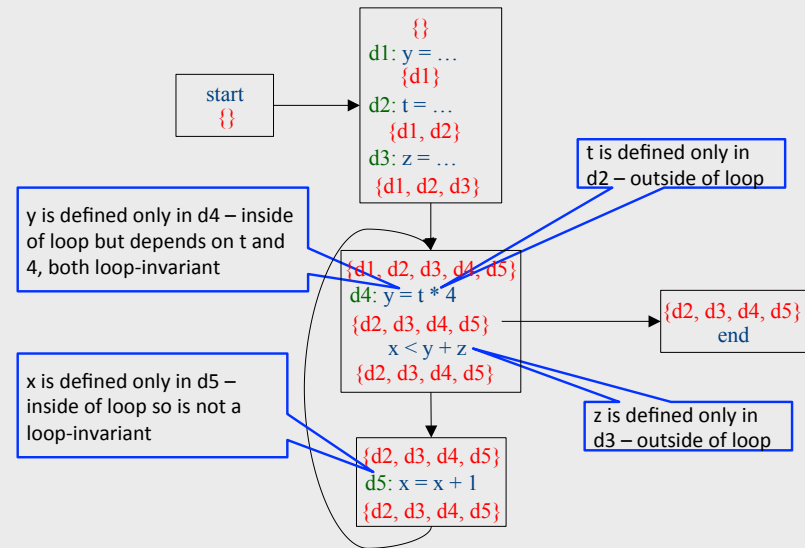 {}
d1: y = …
{d1}
d2: t = …
{d1, d2}
d3: z = …
{d1, d2, d3}
start
{}
t is defined only in
d2 – outside of loop
y is defined only in d4 – inside
of loop but depends on t and
4, both loop-invariant
{d1, d2, d3, d4, d5}
d4: y = t * 4
{d2, d3, d4, d5}
x < y + z
{d2, d3, d4, d5}
{d2, d3, d4, d5}
end
x is defined only in d5 –
inside of loop so is not a
loop-invariant
z is defined only in
d3 – outside of loop
{d2, d3, d4, d5}
d5: x = x + 1
{d2, d3, d4, d5}